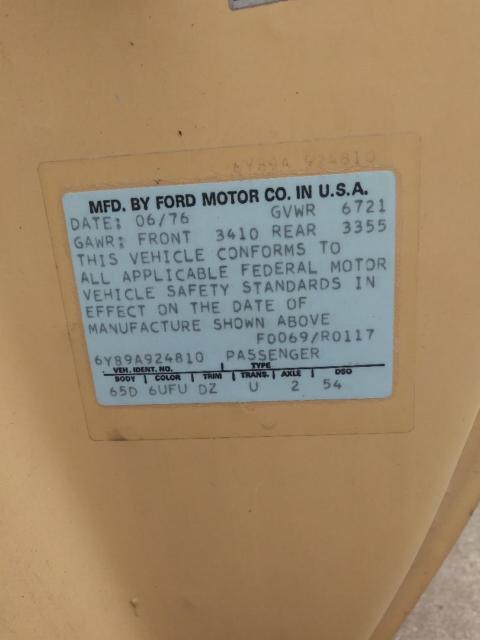 6Y89A 924810
MFD. BY FORD MOTOR CO. IN U.S.A.
DATE: 06/76 GVWR 6721
GAWR: FRONT 3410 REAR 3355
THIS VEHICLE CONFORMS TO
ALL APPLICABLE FEDERAL MOTOR
VEHICLE SAFETY STANDARDS IN
EFFECT ON THE DATE OF
MANUFACTURE SHOWN ABOVE
F0069/R0117
6Y89A924810 PASSENGER
VEH. IDENT. NO. TYPE
BODY COLOR TRIM TRANS. AXLE DSO
65D 6UFU DZ U 2 54